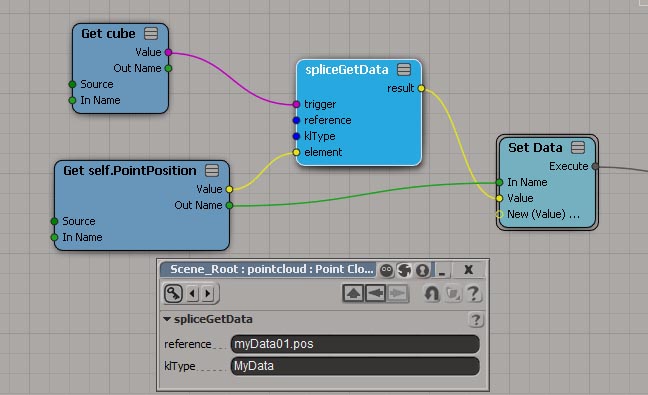 Get cube
Value
Out Name
Source
In Name
spliceGetData
result
trigger
reference
klType
element
Get self.PointPosition
Value
Out Name
Source
In Name
Set Data
Execute
In Name
Value
New (Value) ...
Scene_Root : pointcloud : Point Clo...
spliceGetData
reference myData01.pos
klType MyData